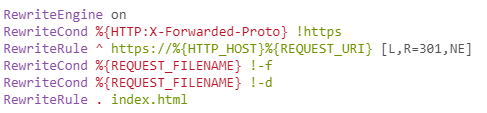 RewriteEngine on
RewriteCond %{HTTP:X-Forwarded-Proto} !https
RewriteRule ^ https://%{HTTP_HOST}%{REQUEST_URI} [L,R=301,NE]
RewriteCond %{REQUEST_FILENAME} !-f
RewriteCond %{REQUEST_FILENAME} !-d
RewriteRule . index.html